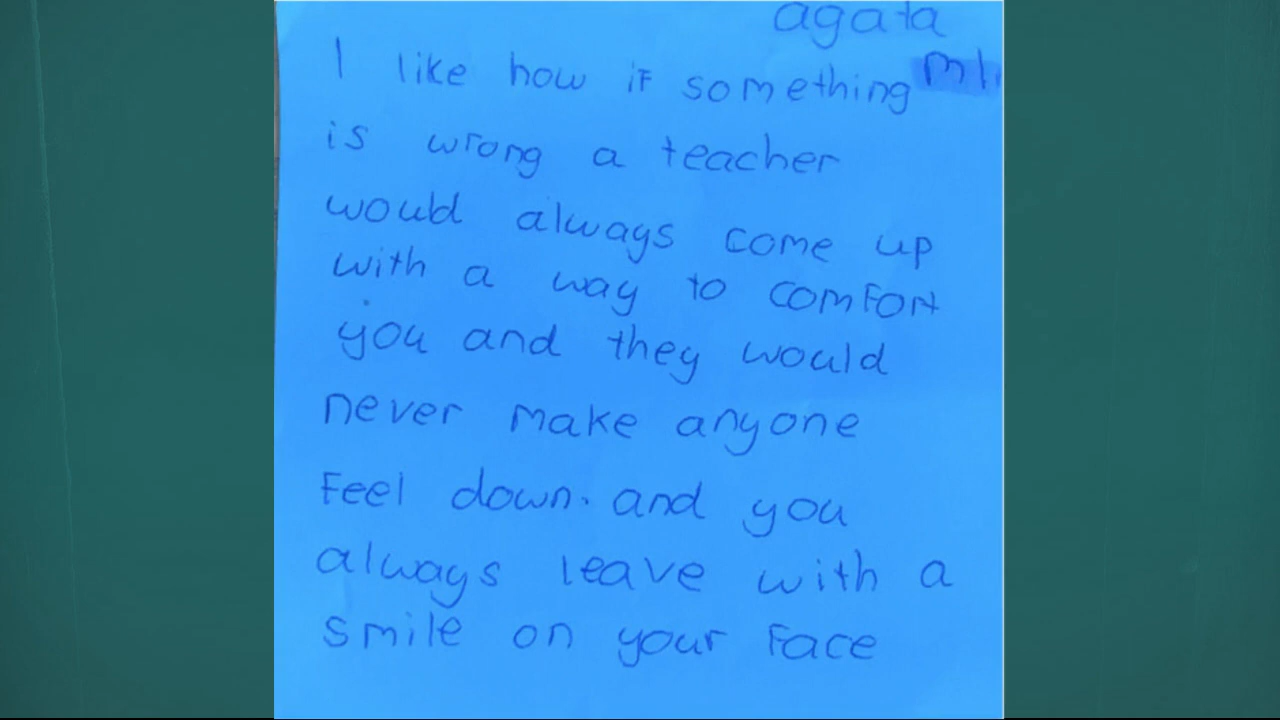 agata
I like how if something
is wrong a teacher
would always come up
with a way to comfort
you and they would
never make anyone
Feel down. and you
always leave with a
smile on your Face